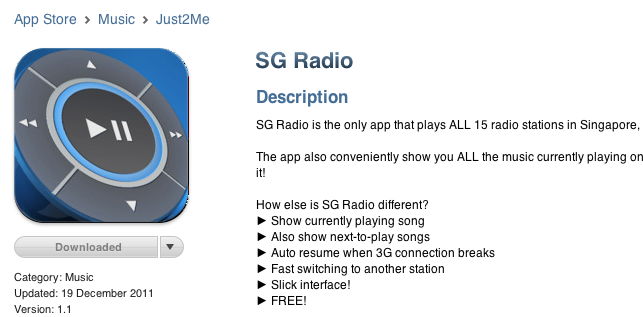 App Store > Music > Just2Me
SG Radio
Description
SG Radio is the only app that plays ALL 15 radio stations in Singapore,
The app also conveniently show you ALL the music currently playing on
it!
How else is SG Radio different?
► Show currently playing song
► Also show next-to-play songs
► Auto resume when 3G connection breaks
► Fast switching to another station
► Slick interface!
► FREE!
Downloaded
Category: Music
Updated: 19 December 2011
Version: 1.1